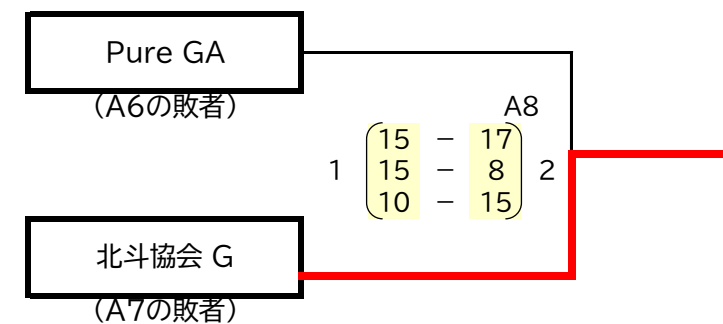 Pure GA
（A6の敗者）
A8
15 － 17
1 15 － 8 2
10 － 15
北斗協会 G
（A7の敗者）